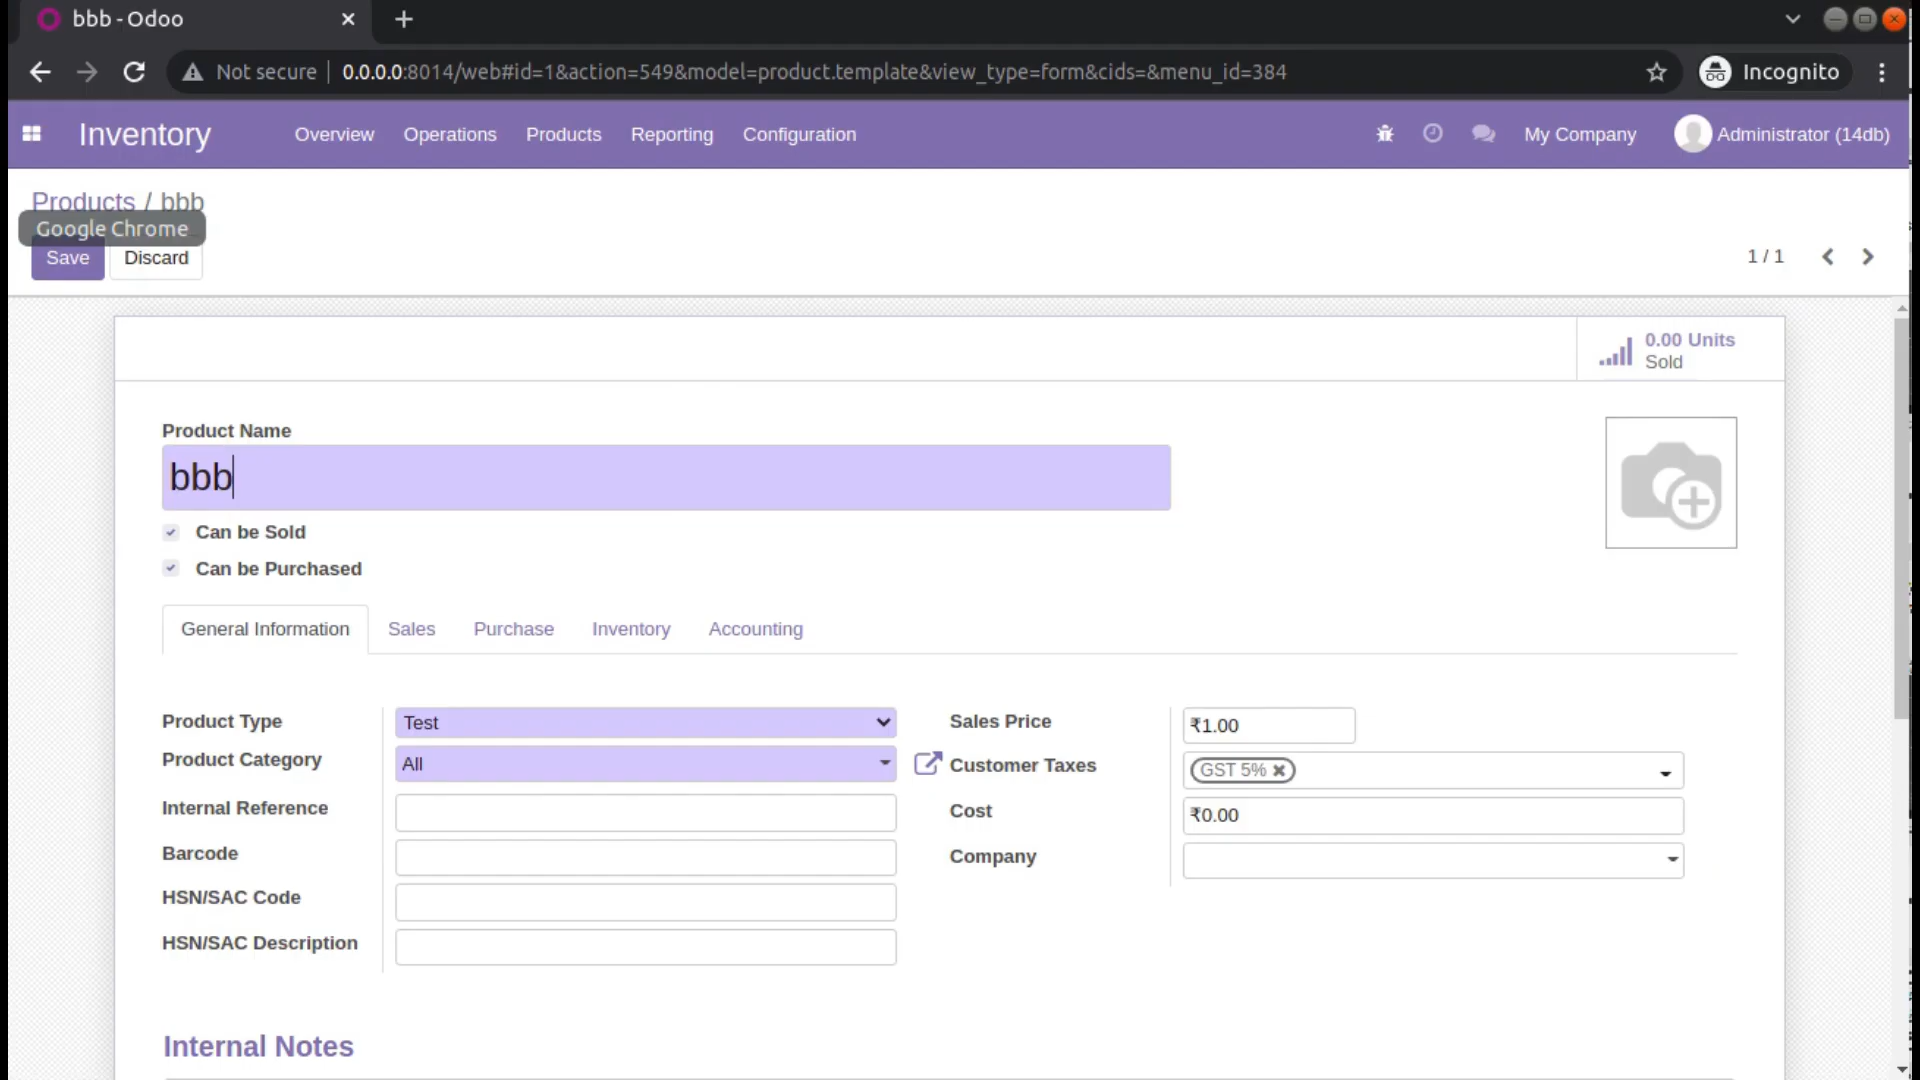 bbb - Odoo
Not secure 0.0.0.0:8014/web#id=1&action=549&model=product.template&view_type=form&cids=&menu_id=384 Incognito
Inventory Overview Operations Products Reporting Configuration My Company Administrator (14db)
Products / bbb
Google Chrome
Save Discard 1 / 1
0.00 Units
Sold
Product Name
bbb
Can be Sold
Can be Purchased
General Information Sales Purchase Inventory Accounting
Product Type Test Sales Price ₹1.00
Product Category All Customer Taxes GST 5%
Internal Reference Cost ₹0.00
Barcode Company
HSN/SAC Code
HSN/SAC Description
Internal Notes